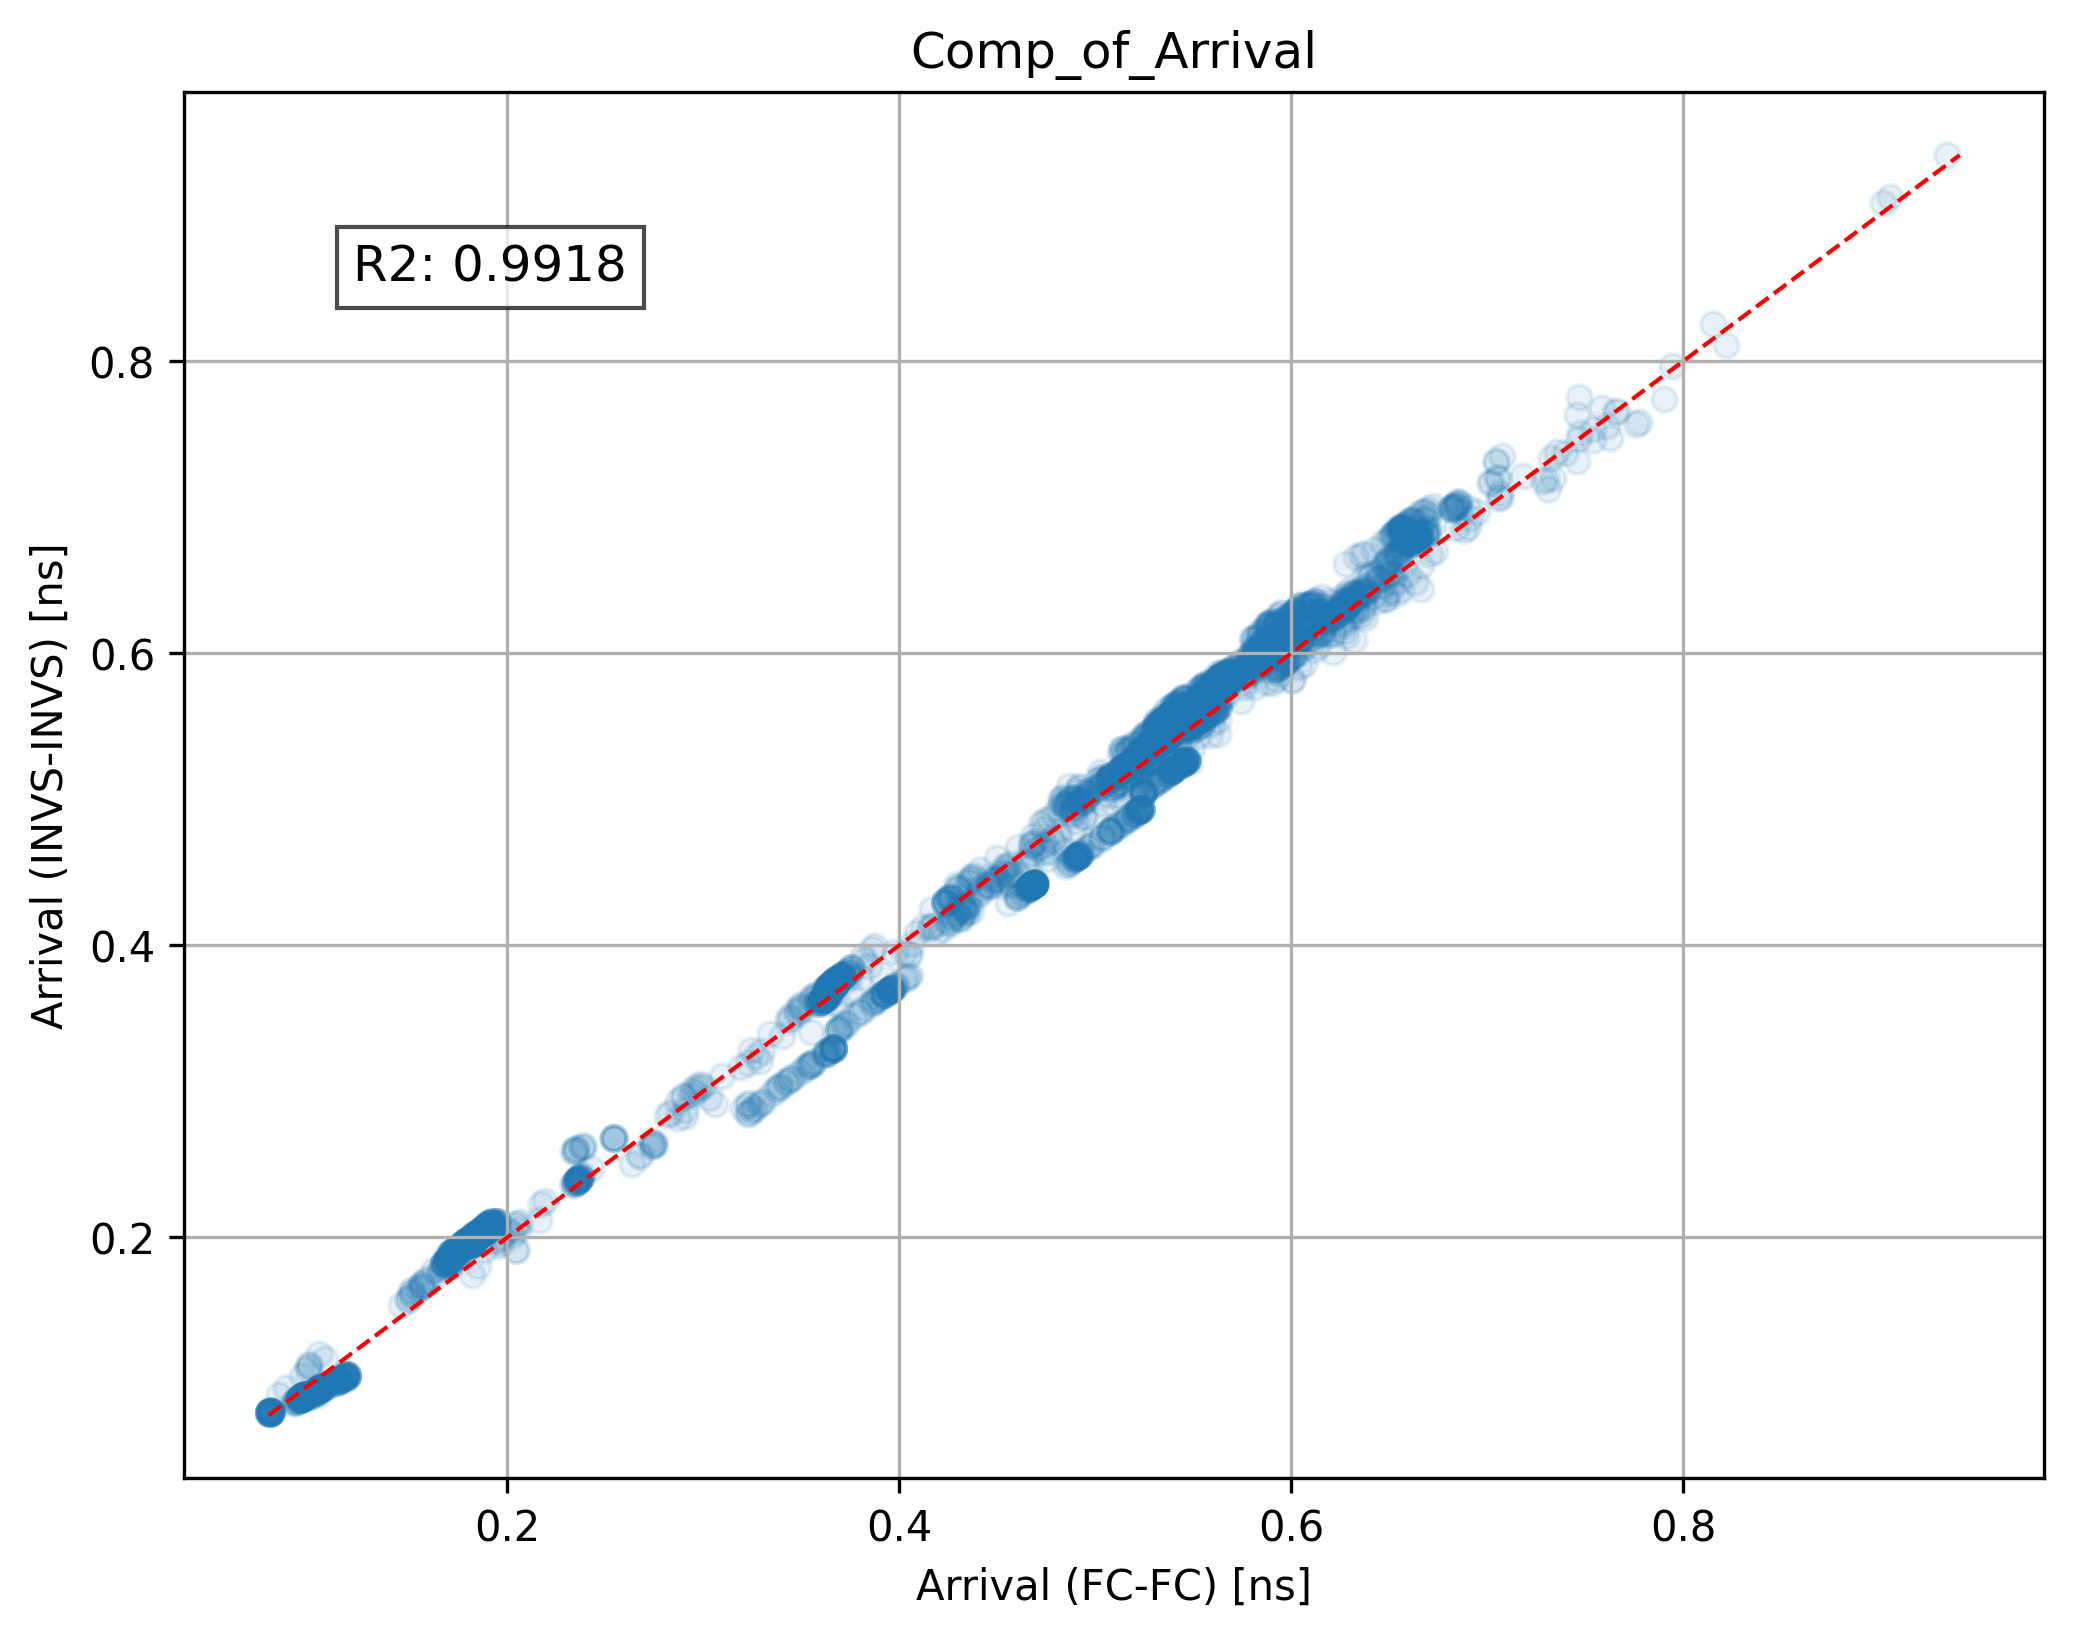 Comp_of_Arrival
R2: 0.9918
Arrival (INVS-INVS) [ns]
0.8
0.6
0.4
0.2
0.2 0.4 0.6 0.8
Arrival (FC-FC) [ns]